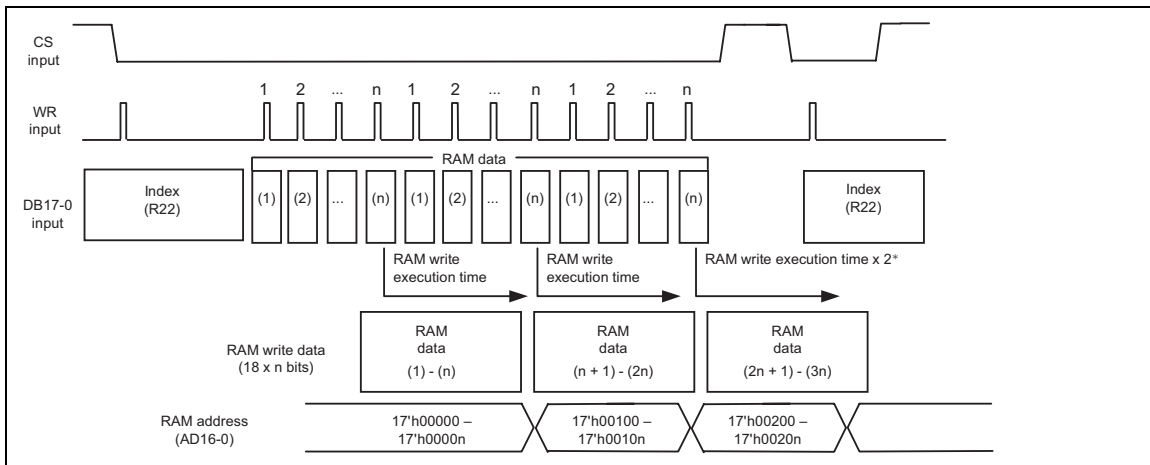 CS
input
1 2 ... n 1 2 ... n 1 2 ... n
WR
input
RAM data
DB17-0
input
Index
(R22)
(1) (2) ... (n) (1) (2) ... (n) (1) (2) ... (n)
Index
(R22)
RAM write
execution time
RAM write
execution time
RAM write execution time x 2*
RAM write data
(18 x n bits)
RAM
data
(1) - (n)
RAM
data
(n + 1) - (2n)
RAM
data
(2n + 1) - (3n)
RAM address
(AD16-0)
17'h00000 –
17'h0000n
17'h00100 –
17'h0010n
17'h00200 –
17'h0020n